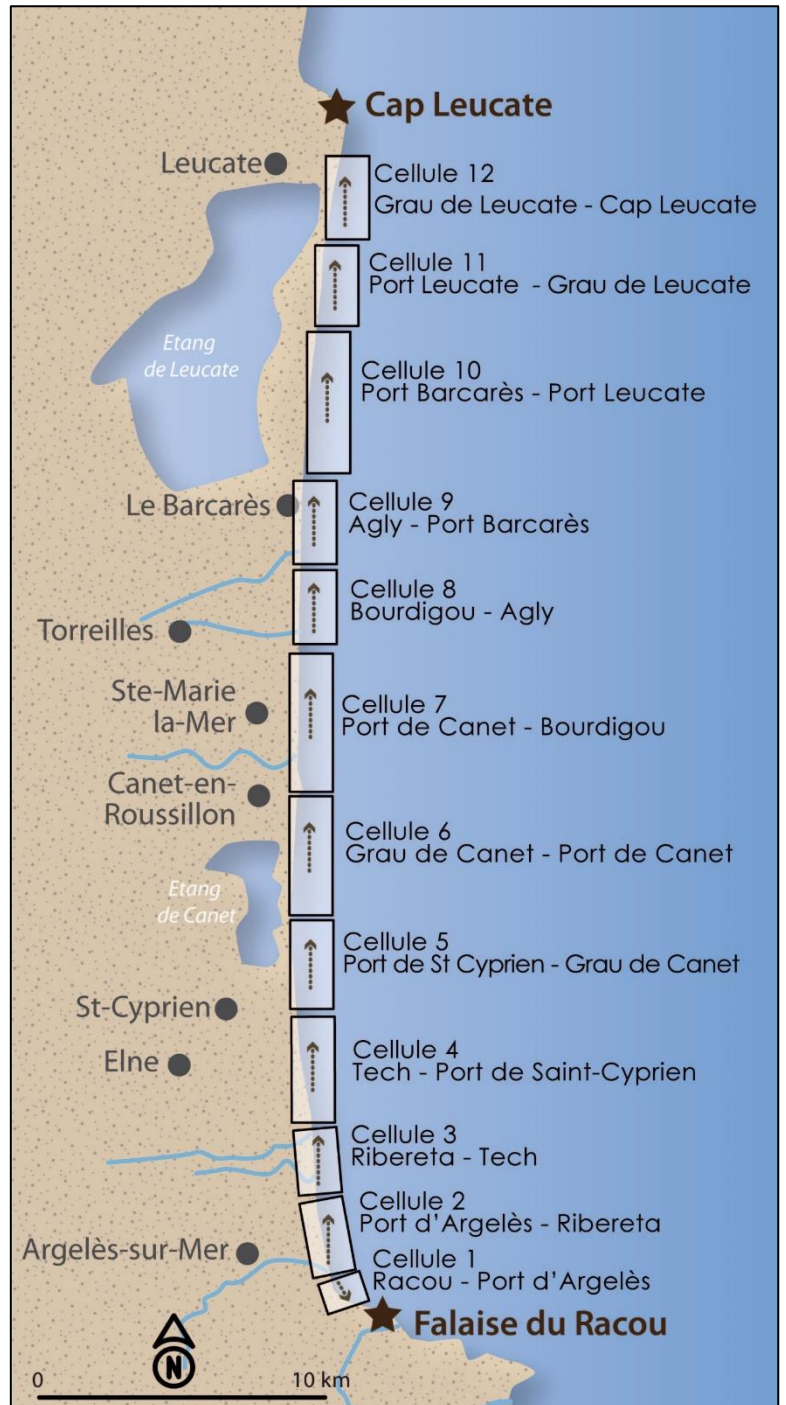 Cap Leucate
Leucate
Cellule 12
Grau de Leucate - Cap Leucate
Cellule 11
Port Leucate - Grau de Leucate
Etang
de Leucate
Cellule 10
Port Barcarès - Port Leucate
Le Barcarès
Cellule 9
Agly - Port Barcarès
Cellule 8
Bourdigou - Agly
Torreilles
Ste-Marie
la-Mer
Cellule 7
Port de Canet - Bourdigou
Canet-en-
Roussillon
Cellule 6
Grau de Canet - Port de Canet
Etang
de Canet
Cellule 5
Port de St Cyprien - Grau de Canet
St-Cyprien
Elne
Cellule 4
Tech - Port de Saint-Cyprien
Cellule 3
Ribereta - Tech
Cellule 2
Port d'Argelès - Ribereta
Argelès-sur-Mer
Cellule 1
Racou - Port d'Argelès
Falaise du Racou
N
0 10 km